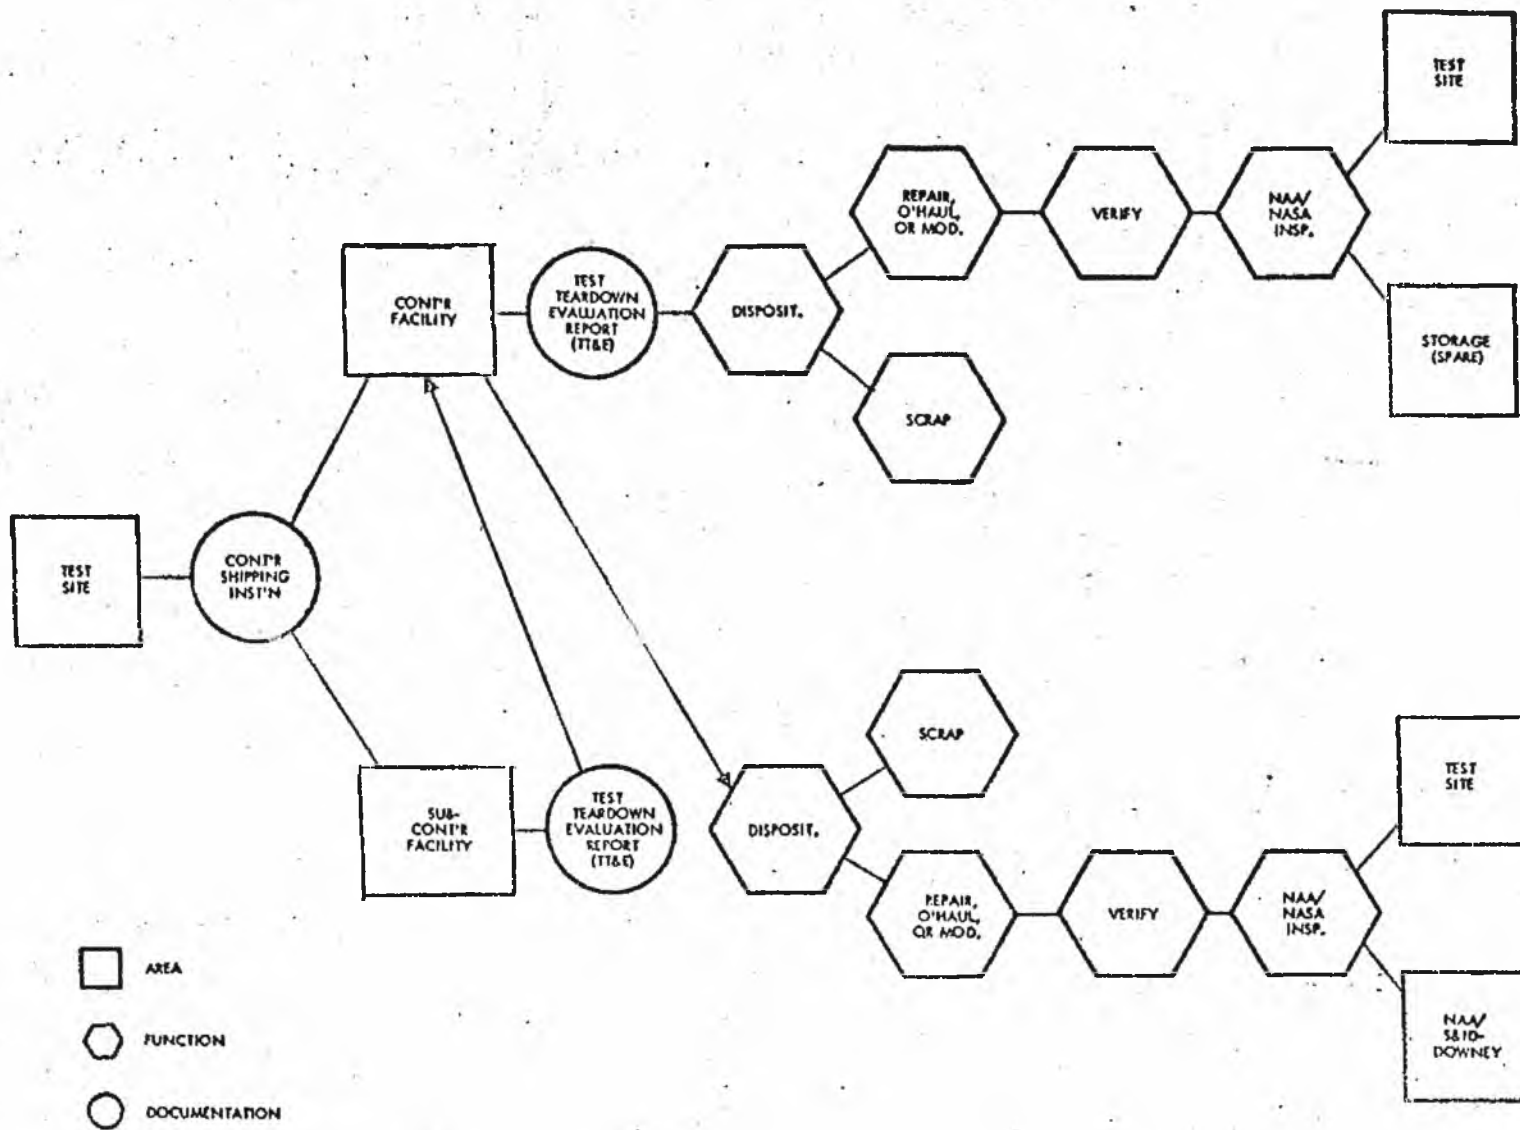 TEST
SITE
REPAIR,
O'HAUL,
OR MOD.
VERIFY
NAA/
NASA
INSP.
CONT'R
FACILITY
TEST
TEARDOWN
EVALUATION
REPORT
(TT&E)
DISPOSIT.
STORAGE
(SPARE)
SCRAP
TEST
SITE
CONT'R
SHIPPING
INST'N
SCRAP
TEST
SITE
SUB-
CONT'R
FACILITY
TEST
TEARDOWN
EVALUATION
REPORT
(TT&E)
DISPOSIT.
REPAIR,
O'HAUL,
OR MOD.
VERIFY
NAA/
NASA
INSP.
NAA/
S&ID-
DOWNEY
AREA
FUNCTION
DOCUMENTATION